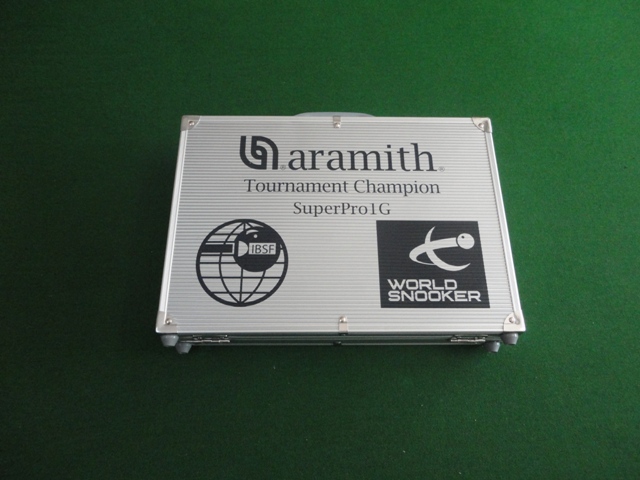 aramith
Tournament Champion
SuperPro1G
IBSF
WORLD
SNOOKER